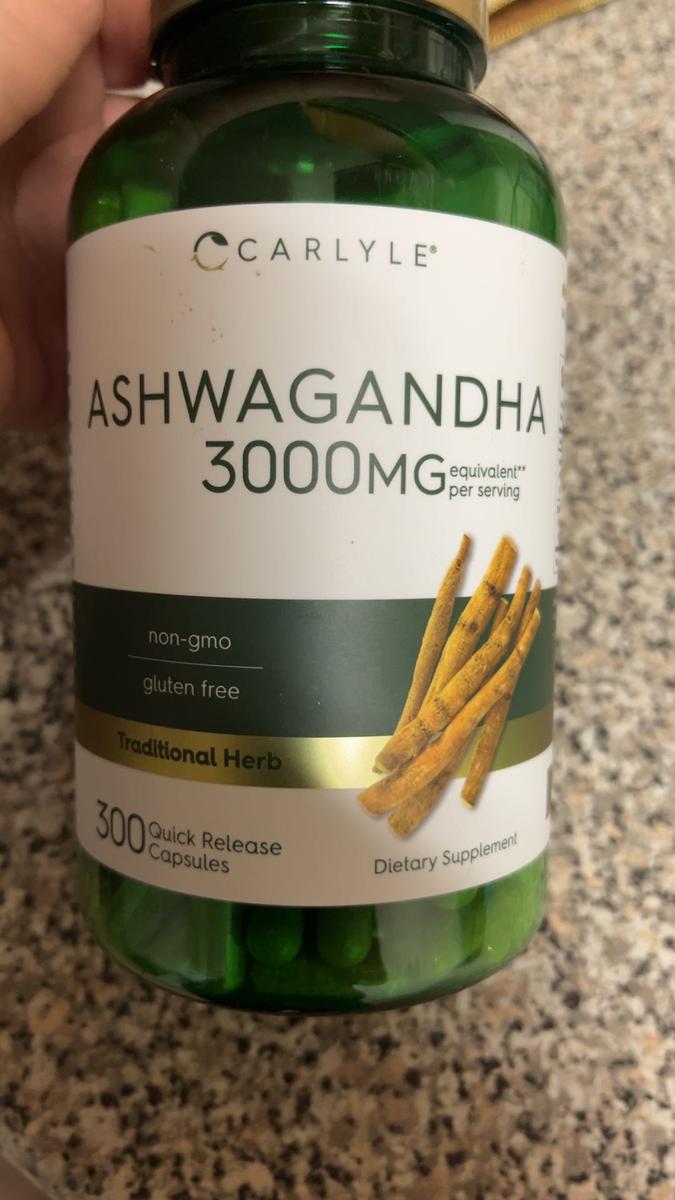 CARLYLE®
ASHWAGANDHA
3000MG equivalent**
per serving
non-gmo
gluten free
Traditional Herb
300 Quick Release
Capsules
Dietary Supplement